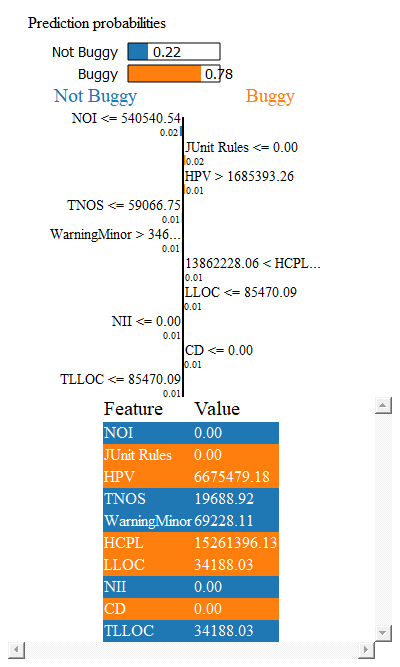 Prediction probabilities
Not Buggy 0.22
Buggy 0.78
Not Buggy Buggy
NOI <= 540540.54
0.02
JUnit Rules <= 0.00
0.02
HPV > 1685393.26
0.01
TNOS <= 59066.75
0.01
WarningMinor > 346...
0.01
13862228.06 < HCPL...
0.01
LLOC <= 85470.09
0.01
NII <= 0.00
0.01
CD <= 0.00
0.01
TLLOC <= 85470.09
0.01
Feature Value
NOI 0.00
JUnit Rules 0.00
HPV 6675479.18
TNOS 19688.92
WarningMinor 69228.11
HCPL 15261396.13
LLOC 34188.03
NII 0.00
CD 0.00
TLLOC 34188.03